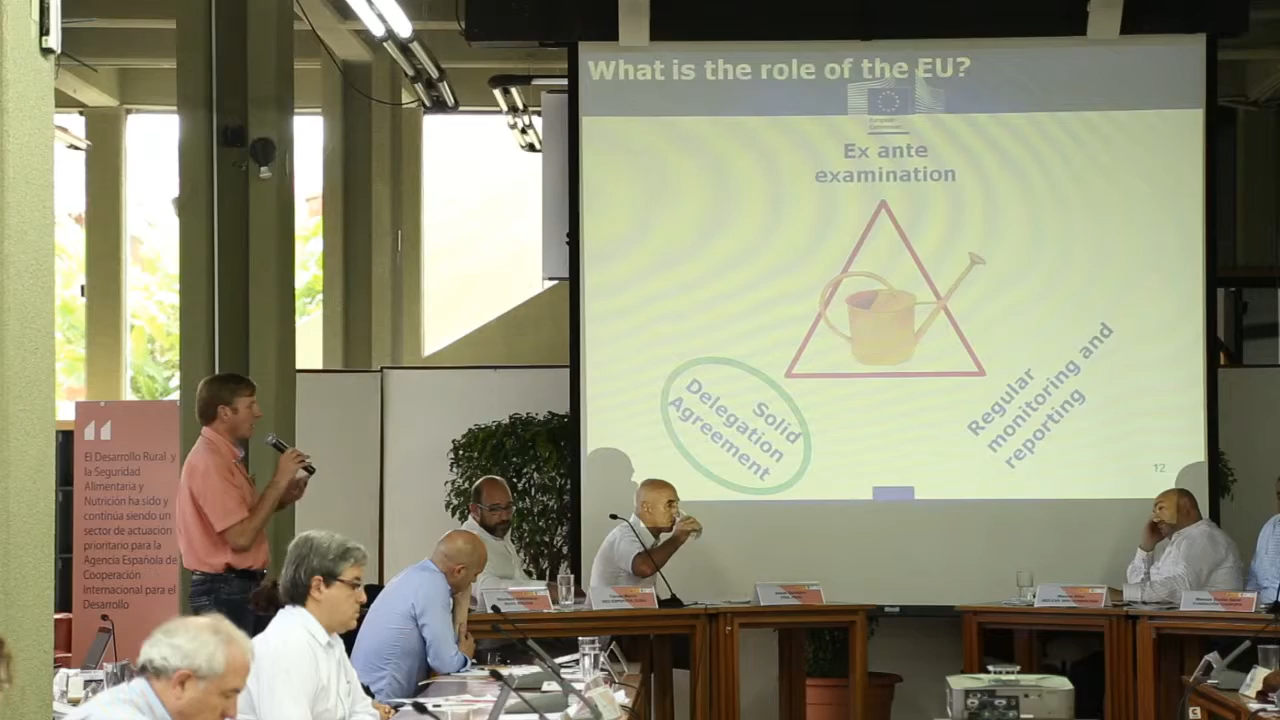 What is the role of the EU?
European
Commission
Ex ante
examination
Solid
Delegation
Agreement
Regular
monitoring and
reporting
12
El Desarrollo Rural y
la Seguridad
Alimentaria y
Nutrición ha sido y
continúa siendo un
sector de actuación
prioritario para la
Agencia Española de
Cooperación
Internacional para el
Desarrollo